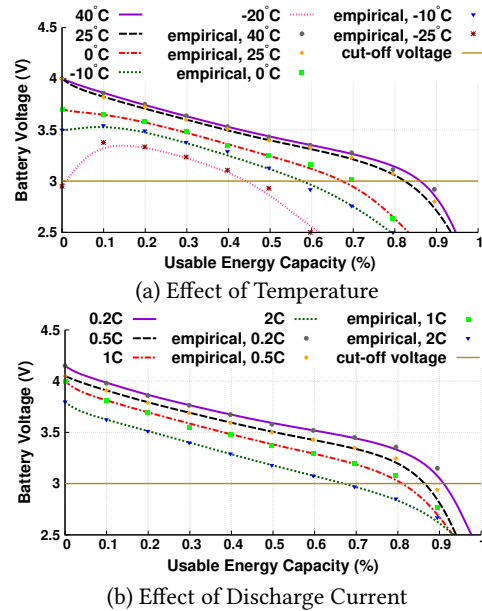 40°C
25°C
0°C
-10°C
-20°C
empirical, 40°C
empirical, 25°C
empirical, 0°C
empirical, -10°C
empirical, -25°C
cut-off voltage
Battery Voltage (V)
4.5
4
3.5
3
2.5
0 0.1 0.2 0.3 0.4 0.5 0.6 0.7 0.8 0.9 1
Usable Energy Capacity (%)
(a) Effect of Temperature
0.2C
0.5C
1C
2C
empirical, 0.2C
empirical, 0.5C
empirical, 1C
empirical, 2C
cut-off voltage
Battery Voltage (V)
4.5
4
3.5
3
2.5
0 0.1 0.2 0.3 0.4 0.5 0.6 0.7 0.8 0.9 1
Usable Energy Capacity (%)
(b) Effect of Discharge Current